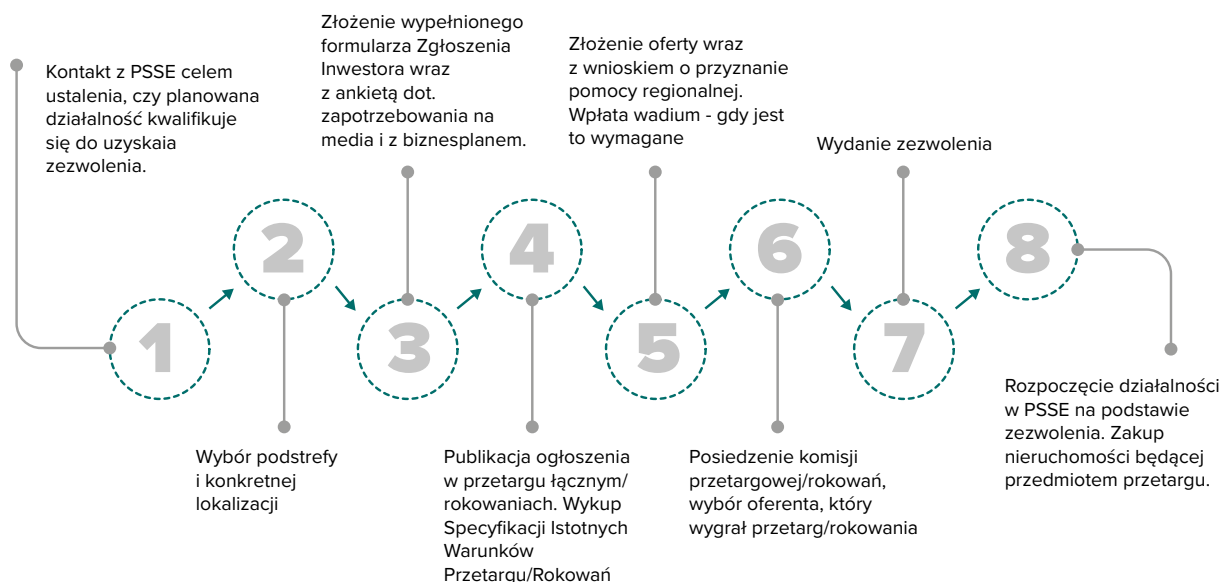 1
Kontakt z PSSE celem
ustalenia, czy planowana
działalność kwalifikuje
się do uzyskaia
zezwolenia.
2
Wybór podstrefy
i konkretnej
lokalizacji
3
Złożenie wypełnionego
formularza Zgłoszenia
Inwestora wraz
z ankietą dot.
zapotrzebowania na
media i z biznesplanem.
4
Publikacja ogłoszenia
w przetargu łącznym/
rokowaniach. Wykup
Specyfikacji Istotnych
Warunków
Przetargu/Rokowań
5
Złożenie oferty wraz
z wnioskiem o przyznanie
pomocy regionalnej.
Wpłata wadium - gdy jest
to wymagane
6
Posiedzenie komisji
przetargowej/rokowań,
wybór oferenta, który
wygrał przetarg/rokowania
7
Wydanie zezwolenia
8
Rozpoczęcie działalności
w PSSE na podstawie
zezwolenia. Zakup
nieruchomości będącej
przedmiotem przetargu.